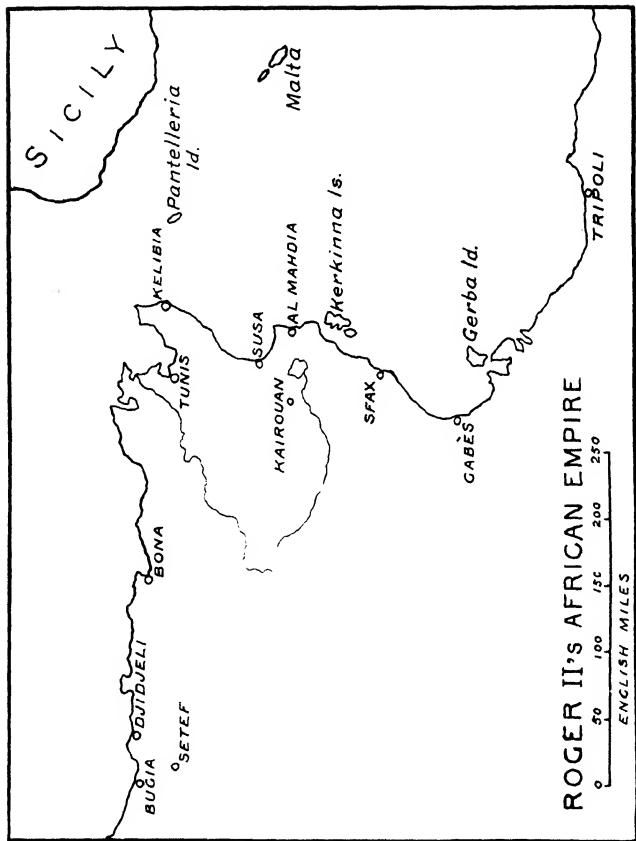 SICILY
Pantelleria
Id.
Malta
KELIBIA
TUNIS
BONA
DJIDJELI
BUGIA
SETEF
SUSA
AL MAHDIA
KAIROUAN
Kerkinna Is.
SFAX
GABÈS
Gerba Id.
TRIPOLI
ROGER II's AFRICAN EMPIRE
0 50 100 150 200 250
ENGLISH MILES